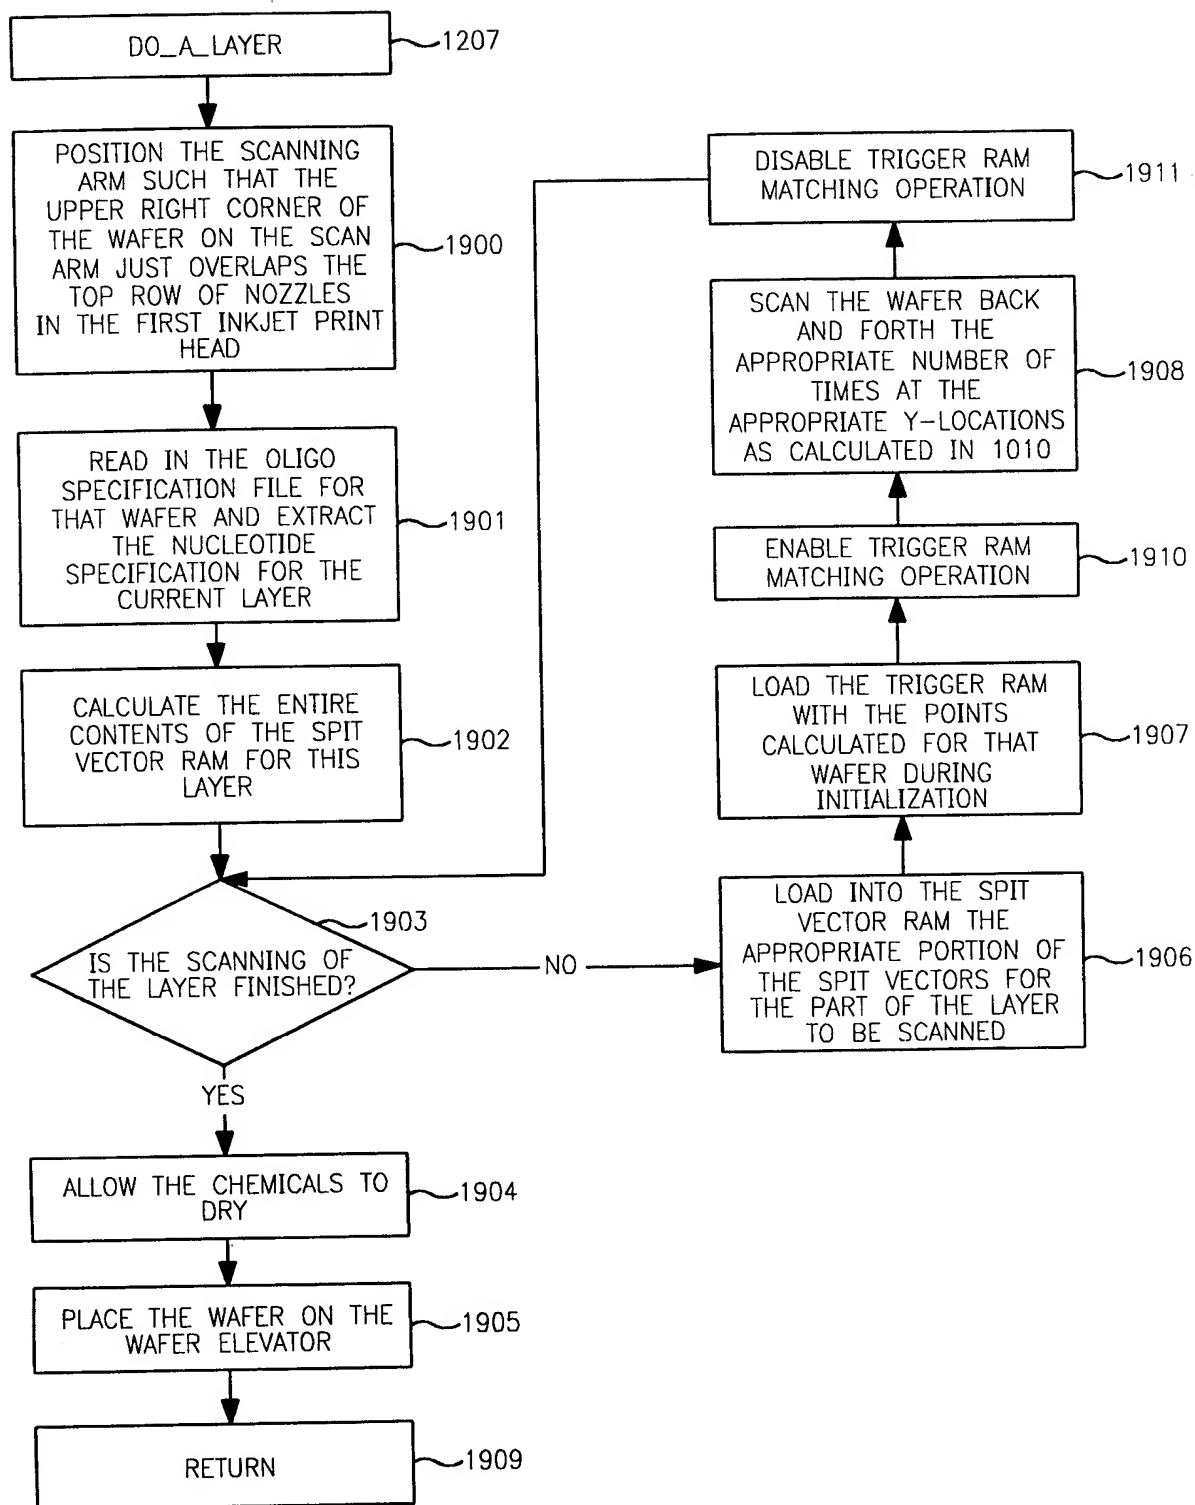 DO_A_LAYER
1207
POSITION THE SCANNING
ARM SUCH THAT THE
UPPER RIGHT CORNER OF
THE WAFER ON THE SCAN
ARM JUST OVERLAPS THE
TOP ROW OF NOZZLES
IN THE FIRST INKJET PRINT
HEAD
1900
READ IN THE OLIGO
SPECIFICATION FILE FOR
THAT WAFER AND EXTRACT
THE NUCLEOTIDE
SPECIFICATION FOR THE
CURRENT LAYER
1901
CALCULATE THE ENTIRE
CONTENTS OF THE SPIT
VECTOR RAM FOR THIS
LAYER
1902
1903
IS THE SCANNING OF
THE LAYER FINISHED?
NO
YES
ALLOW THE CHEMICALS TO
DRY
1904
PLACE THE WAFER ON THE
WAFER ELEVATOR
1905
RETURN
1909
DISABLE TRIGGER RAM
MATCHING OPERATION
1911
SCAN THE WAFER BACK
AND FORTH THE
APPROPRIATE NUMBER OF
TIMES AT THE
APPROPRIATE Y-LOCATIONS
AS CALCULATED IN 1010
1908
ENABLE TRIGGER RAM
MATCHING OPERATION
1910
LOAD THE TRIGGER RAM
WITH THE POINTS
CALCULATED FOR THAT
WAFER DURING
INITIALIZATION
1907
LOAD INTO THE SPIT
VECTOR RAM THE
APPROPRIATE PORTION OF
THE SPIT VECTORS FOR
THE PART OF THE LAYER
TO BE SCANNED
1906